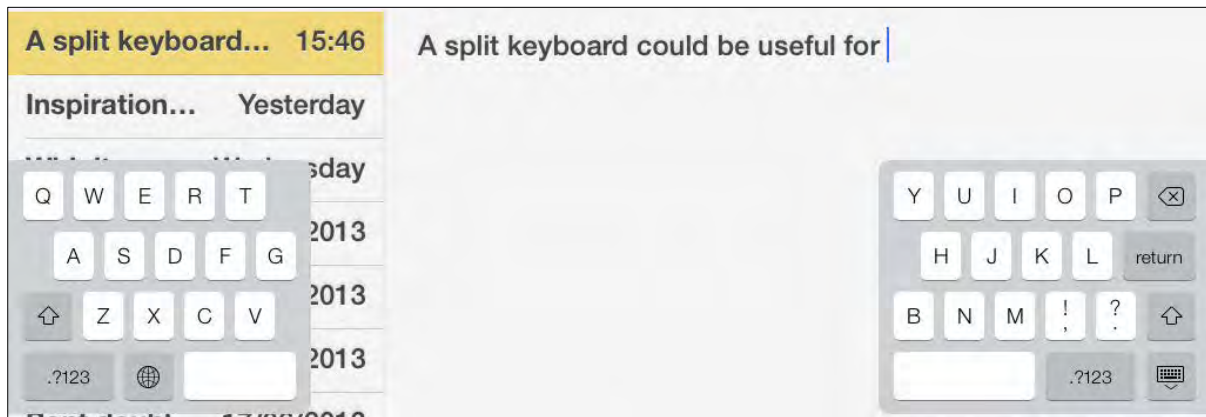 A split keyboard... 15:46
A split keyboard could be useful for
Inspiration... Yesterday
sday
2013
2013
2013
Q W E R T
A S D F G
Z X C V
.?123
Y U I O P
H J K L return
B N M ! , ? .
.?123